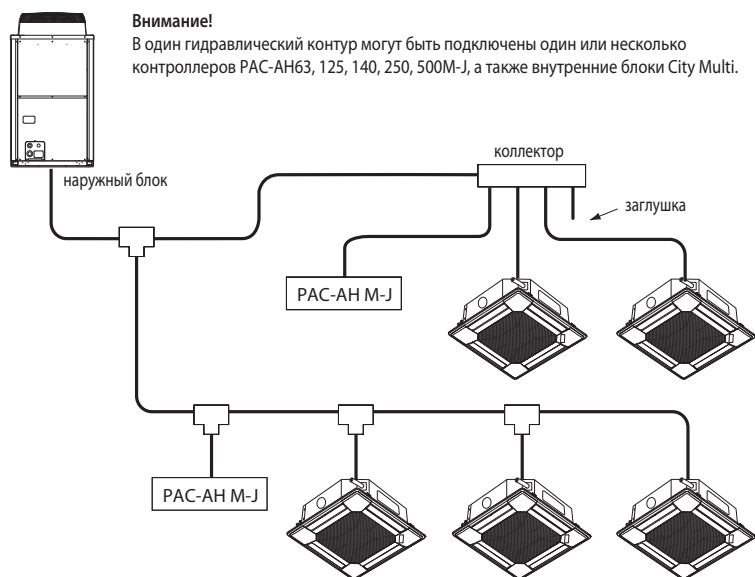 Внимание!
В один гидравлический контур могут быть подключены один или несколько
контроллеров PAC-AH63, 125, 140, 250, 500M-J, а также внутренние блоки City Multi.
коллектор
наружный блок
заглушка
PAC-AH M-J
PAC-AH M-J